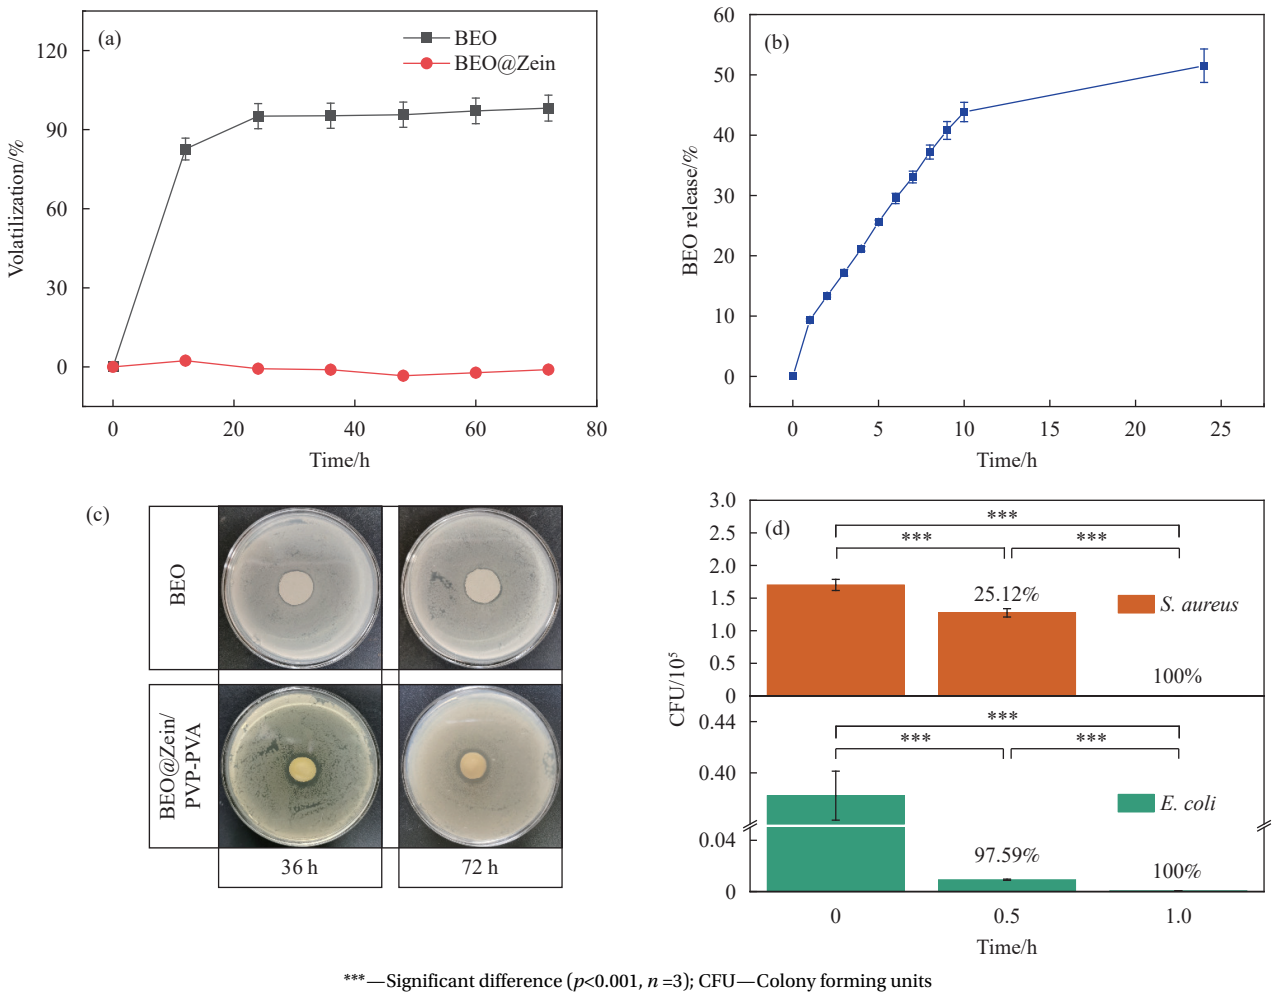 (a)
BEO
BEO@Zein
120
90
60
30
0
Volatilization/%
0 20 40 60 80
Time/h
(b)
60
50
40
30
20
10
0
BEO release/%
0 5 10 15 20 25
Time/h
(c)
BEO
BEO@Zein/
PVP-PVA
36 h 72 h
(d)
3.0
2.0
1.5
1.0
0.5
0
0.44
0.40
0.04
0
CFU/10⁵
***
*** ***
25.12%
S. aureus
100%
***
*** ***
E. coli
97.59%
100%
0 0.5 1.0
Time/h
***—Significant difference (p<0.001, n =3); CFU—Colony forming units